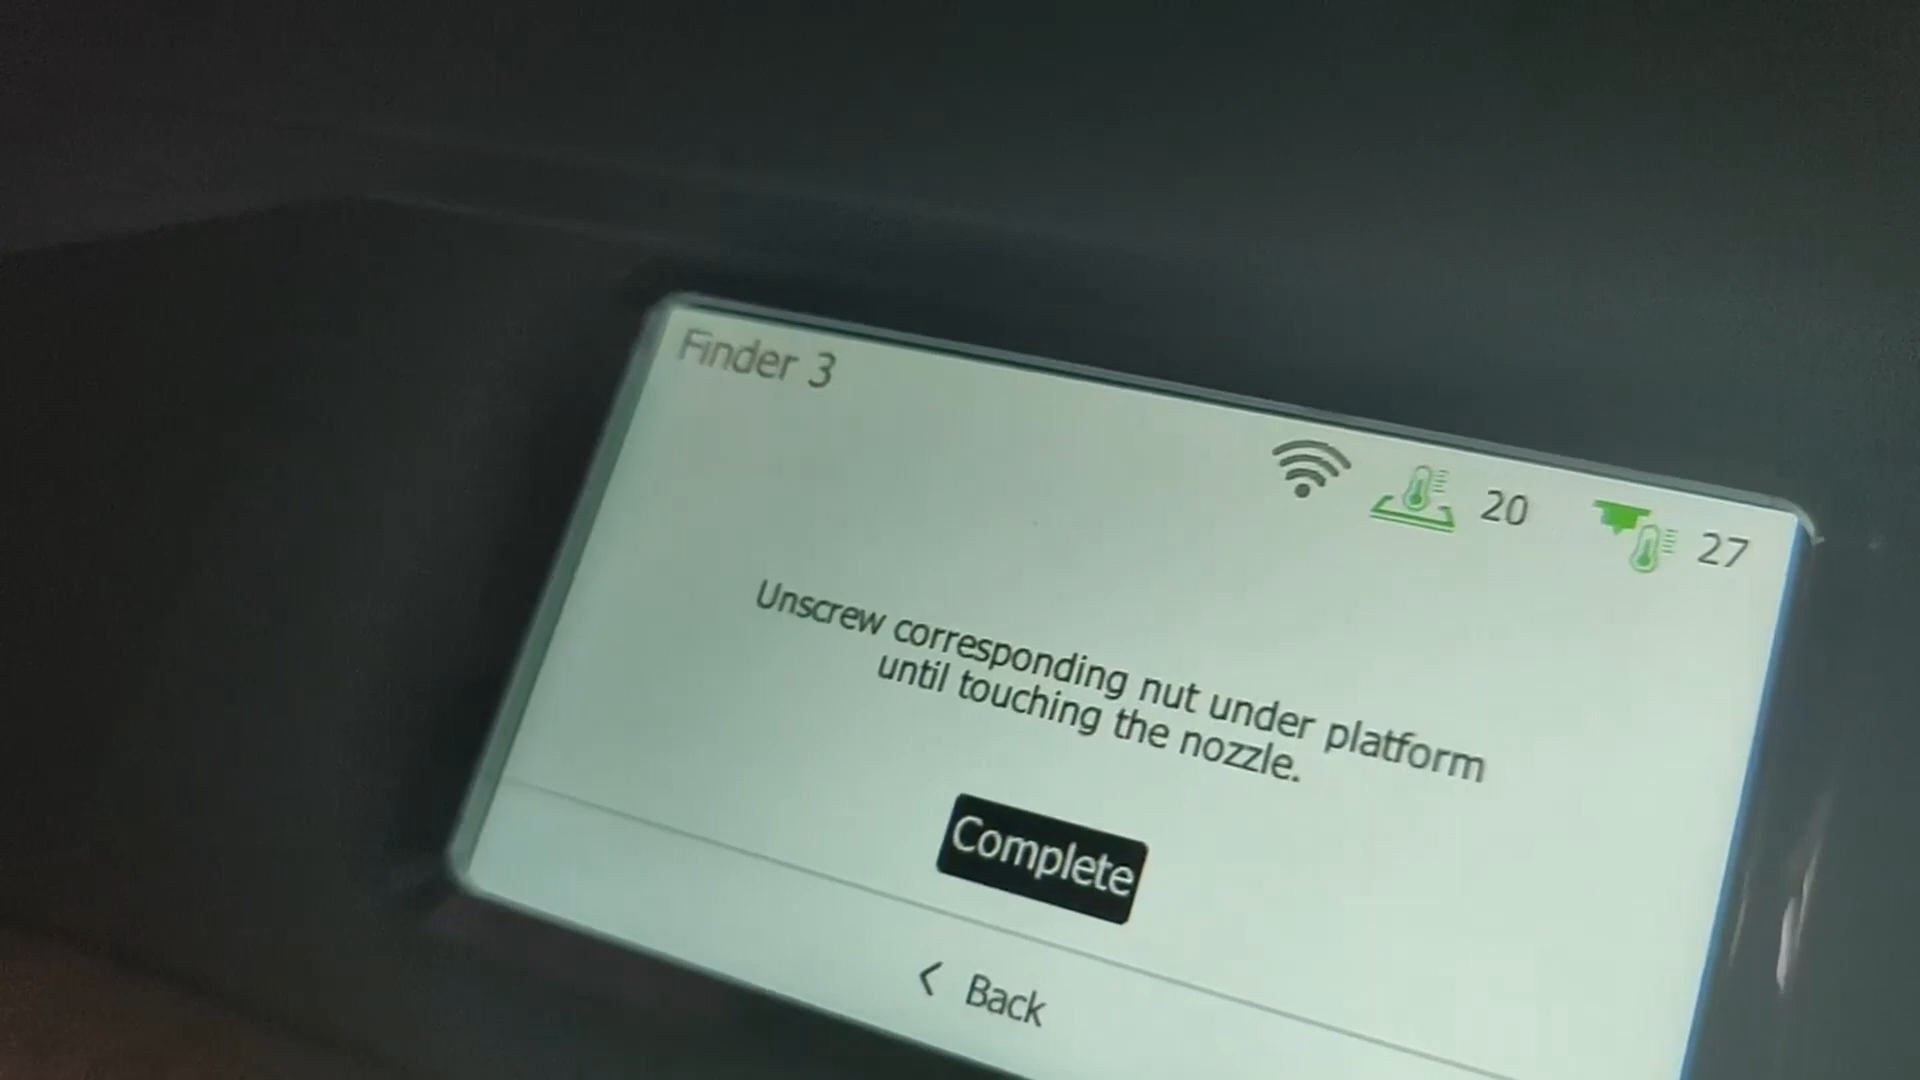 Finder 3
20
27
Unscrew corresponding nut under platform
until touching the nozzle.
Complete
< Back